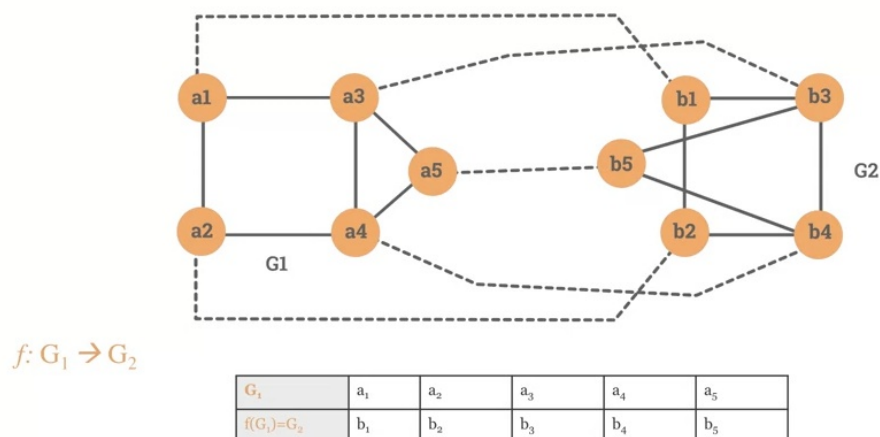 a1
a3
b1
b3
a5
b5
G2
a2
a4
b2
b4
G1
f: G₁ → G₂
G₁ a₁ a₂ a₃ a₄ a₅
f(G₁)=G₂ b₁ b₂ b₃ b₄ b₅